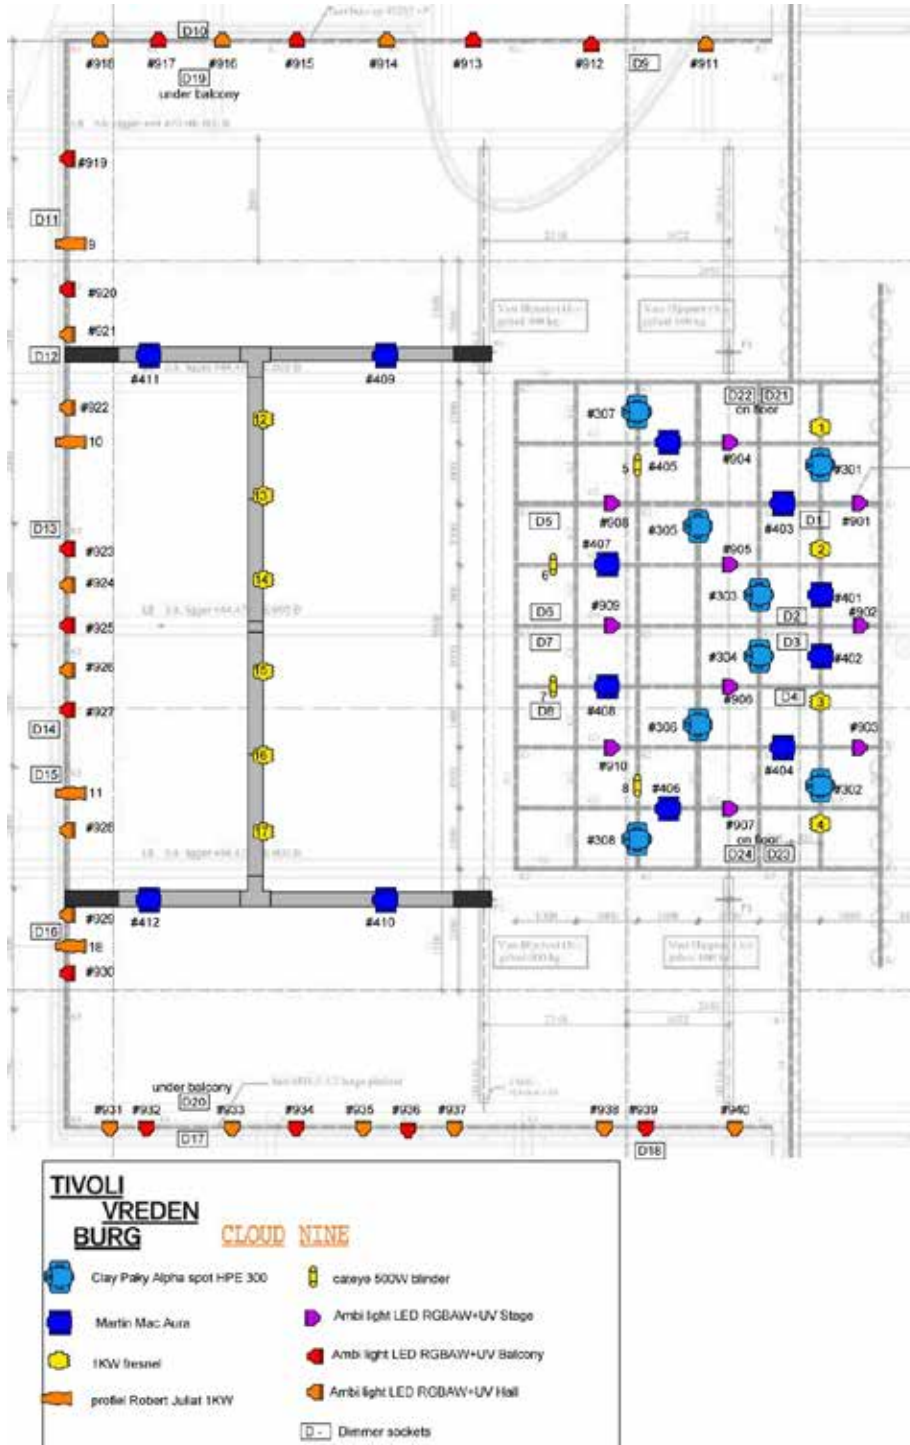 D10
#918 #917 #916 #915 #914 #913 #912 D9 #911
D19
under balcony
#919
D11
9
#920
#921
D12
#411 #409
#922
10
D22 D21
on floor
#307
12
1
#405
#904
5
#301
13
D13
D5
#908
#305
#403
D1
#901
#923
#407
#905
2
#924
14
6
#303
#401
#925
D6
#909
D2
#902
#926
15
D7
#304
D3
#402
#927
7
#906
D4
D14
D8
#408
3
#306
#903
16
D15
11
#910
#404
8
#406
#302
#928
17
#308
#907
4
on floor
D24 D23
#929
#412 #410
D16
18
#930
under balcony
D20
#931 #932 #933 #934 #935 #936 #937 #938 #939 #940
D17
D18
TIVOLI
VREDEN
BURG
CLOUD NINE
Clay Paky Alpha spot HPE 300
cateye 500W blinder
Martin Mac Aura
Ambi light LED RGBAW+UV Stage
1KW fresnel
Ambi light LED RGBAW+UV Balcony
profiel Robert Juliat 1KW
Ambi light LED RGBAW+UV Hall
D - Dimmer sockets